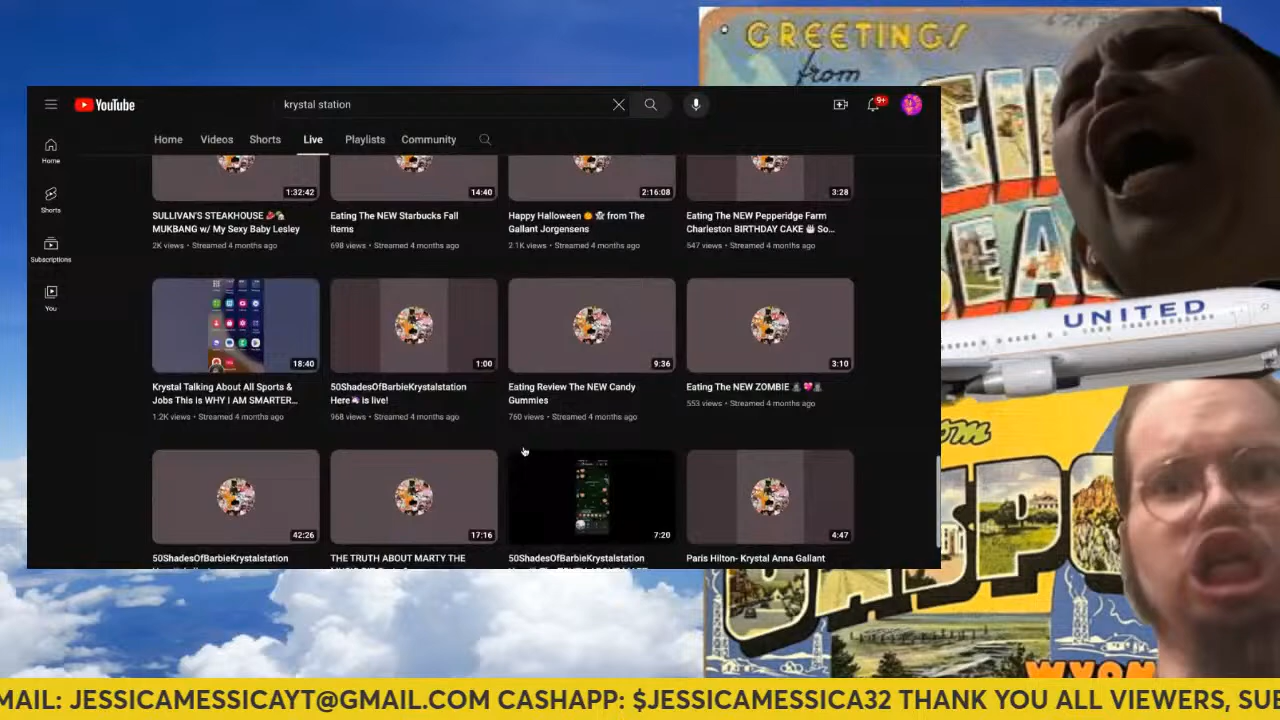 GREETINGS
from
YouTube
krystal station
9+
Home
Videos
Shorts
Live
Playlists
Community
Home
Shorts
Subscriptions
You
1:32:42
14:40
2:16:08
3:28
SULLIVAN'S STEAKHOUSE
MUKBANG w/ My Sexy Baby Lesley
2K views • Streamed 4 months ago
Eating The NEW Starbucks Fall
items
698 views • Streamed 4 months ago
Happy Halloween 🎃 👻 from The
Gallant Jorgensens
2.1K views • Streamed 4 months ago
Eating The NEW Pepperidge Farm
Charleston BIRTHDAY CAKE 🎂 So...
547 views • Streamed 4 months ago
UNITED
18:40
1:00
9:36
3:10
Krystal Talking About All Sports &
Jobs This is WHY I AM SMARTER...
1.2K views • Streamed 4 months ago
50ShadesOfBarbieKrystalstation
Here is live!
968 views • Streamed 4 months ago
Eating Review The NEW Candy
Gummies
760 views • Streamed 4 months ago
Eating The NEW ZOMBIE
553 views • Streamed 4 months ago
42:26
17:16
7:20
4:47
50ShadesOfBarbieKrystalstation
THE TRUTH ABOUT MARTY THE
50ShadesOfBarbieKrystalstation
Paris Hilton- Krystal Anna Gallant
MAIL: JESSICAMESSICAYT@GMAIL.COM CASHAPP: $JESSICAMESSICA32 THANK YOU ALL VIEWERS, SUB